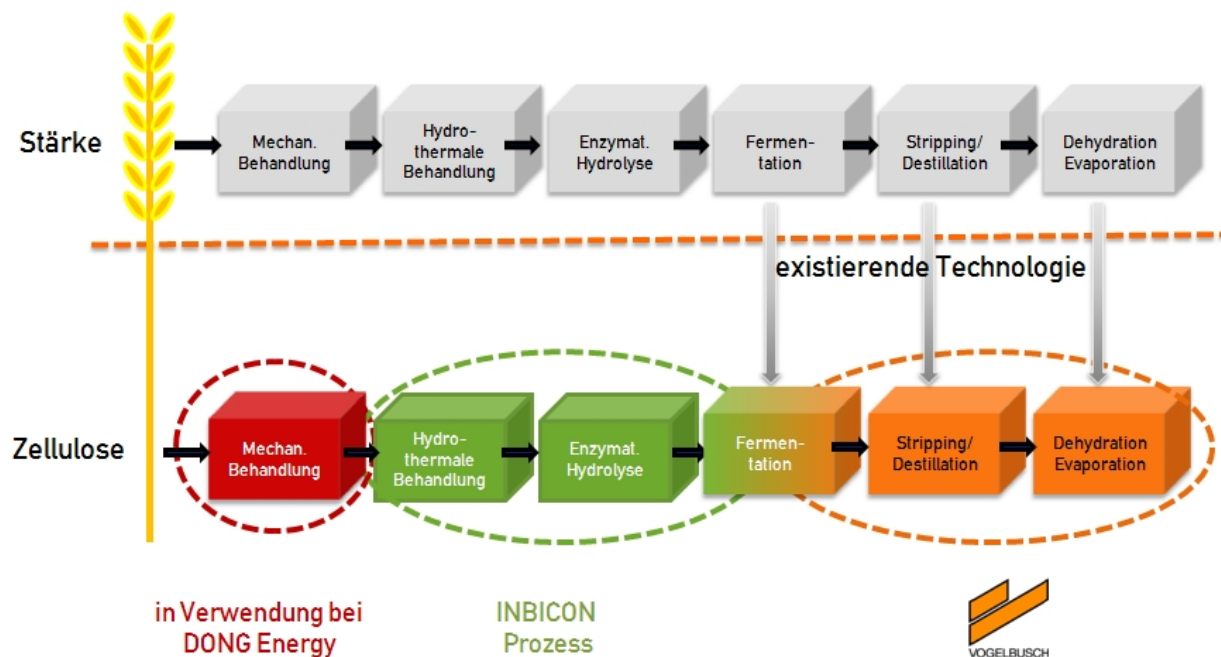 Stärke
Mechan.
Behandlung
Hydro-
thermale
Behandlung
Enzymat.
Hydrolyse
Fermen-
tation
Stripping/
Destillation
Dehydration
Evaporation
existierende Technologie
Zellulose
Mechan.
Behandlung
Hydro-
thermale
Behandlung
Enzymat.
Hydrolyse
Fermen-
tation
Stripping/
Destillation
Dehydration
Evaporation
in Verwendung bei
DONG Energy
INBICON
Prozess
VOGELBUSCH